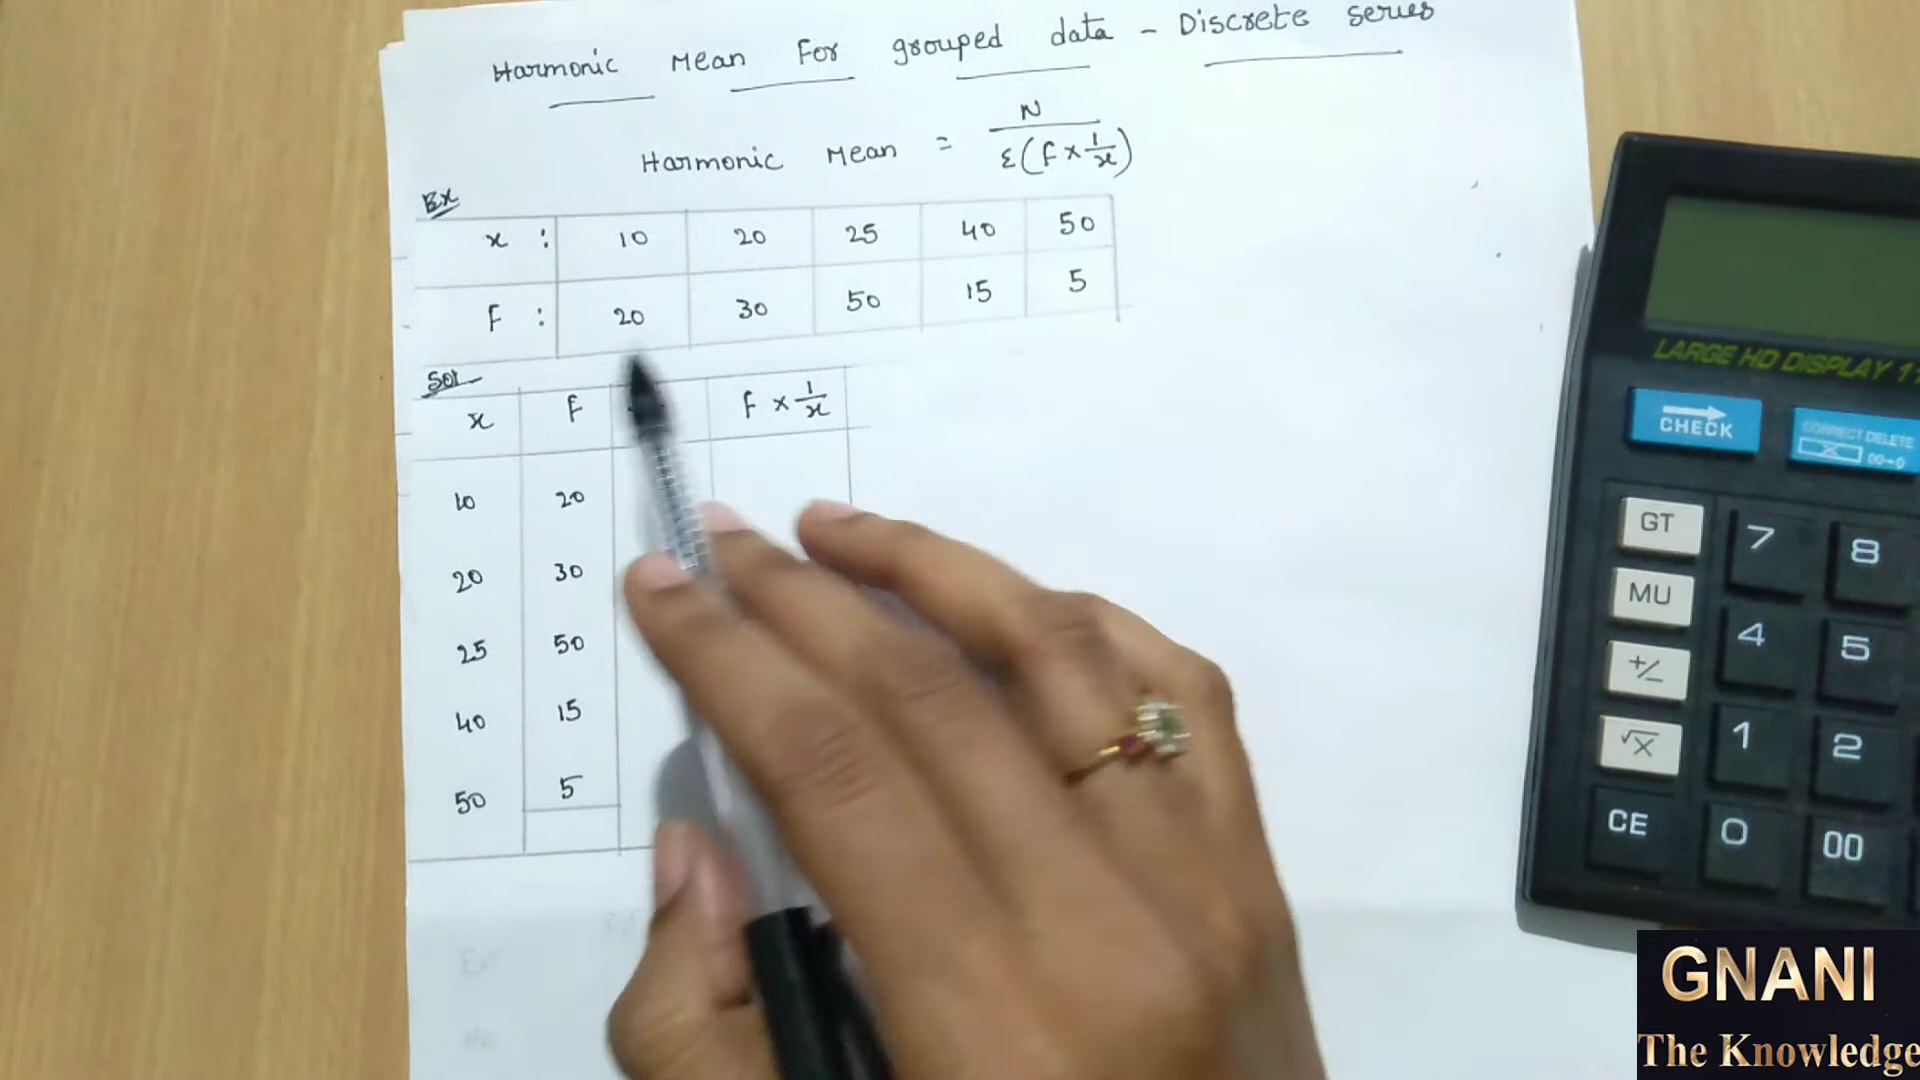 Harmonic Mean For grouped data - Discrete series
Harmonic Mean = N / Σ(f × 1/x)
Ex
x : 10 20 25 40 50
F : 20 30 50 15 5
Sol
x F F × 1/x
10 20
20 30
25 50
40 15
50 5
LARGE HD DISPLAY
CHECK CORRECT DELETE
00→0
GT 7 8
MU 4 5
+/− 1 2
√x
CE 0 00
GNANI
The Knowledge